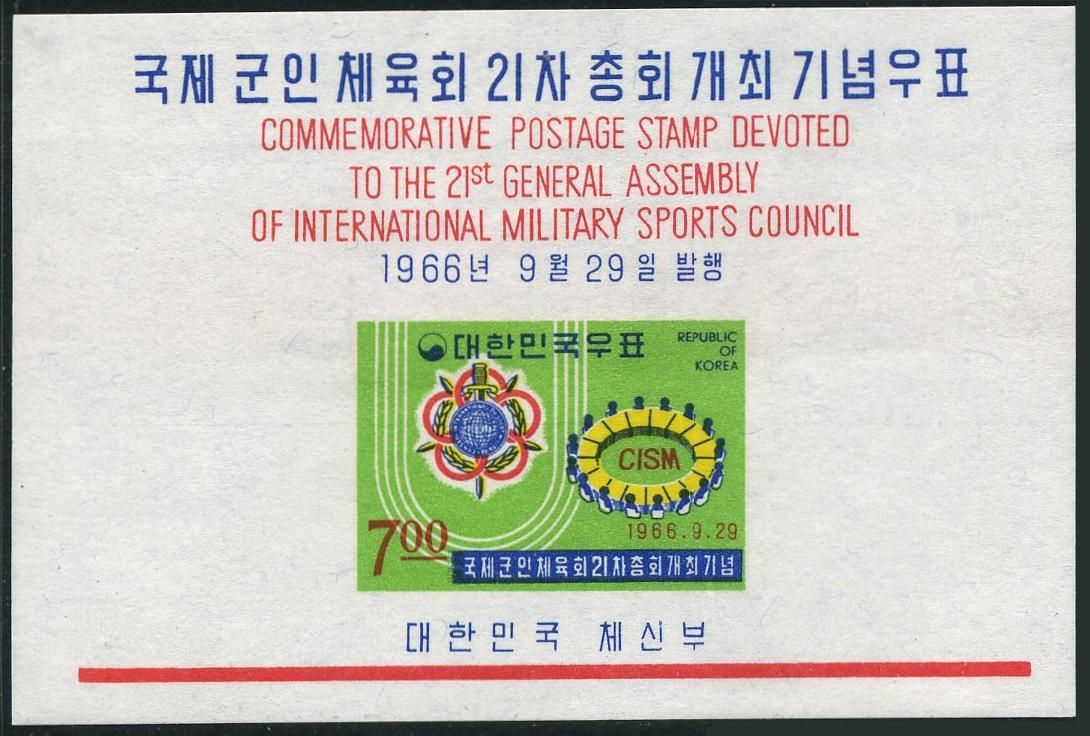 국제 군인 체육회 21차 총회 개최 기념우표
COMMEMORATIVE POSTAGE STAMP DEVOTED
TO THE 21st GENERAL ASSEMBLY
OF INTERNATIONAL MILITARY SPORTS COUNCIL
1966년 9월 29일 발행
대한민국우표
REPUBLIC
OF
KOREA
CISM
1966.9.29
700
국제군인체육회21차총회개최기념
대한민국 체신부